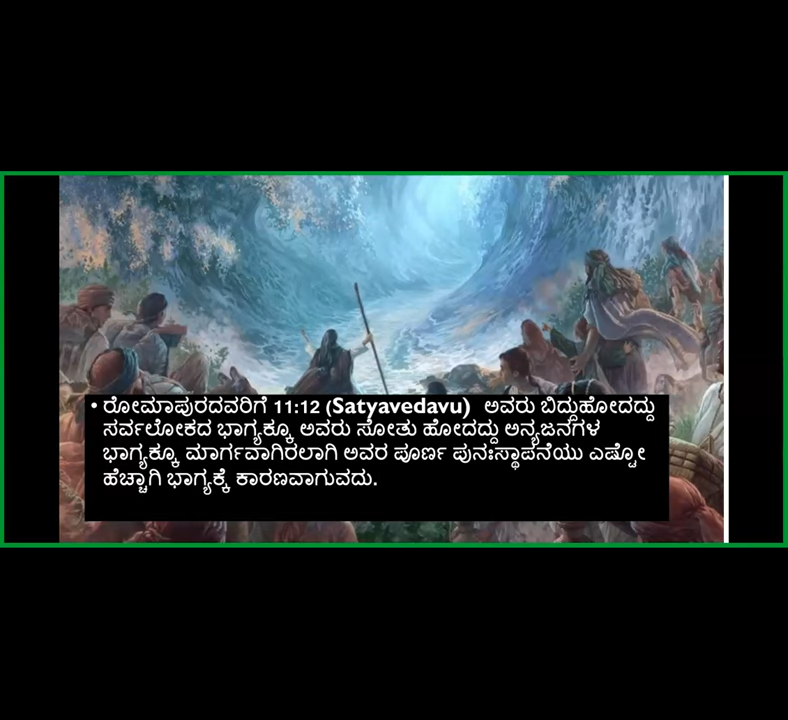 • ರೋಮಾಪುರದವರಿಗೆ 11:12 (Satyavedavu) ಅವರು ಬಿದ್ದುಹೋದದ್ದು
ಸರ್ವಲೋಕದ ಭಾಗ್ಯಕ್ಕೂ ಅವರು ಸೋತು ಹೋದದ್ದು ಅನ್ಯಜನಗಳ
ಭಾಗ್ಯಕ್ಕೂ ಮಾರ್ಗವಾಗಿರಲಾಗಿ ಅವರ ಪೂರ್ಣ ಪುನಃಸ್ಥಾಪನೆಯು ಎಷ್ಟೋ
ಹೆಚ್ಚಾಗಿ ಭಾಗ್ಯಕ್ಕೆ ಕಾರಣವಾಗುವದು.